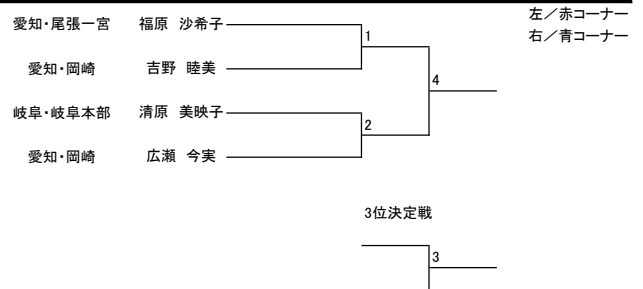 左／赤コーナー
右／青コーナー
愛知・尾張一宮 福原 沙希子
1
愛知・岡崎 吉野 睦美
4
岐阜・岐阜本部 清原 美映子
2
愛知・岡崎 広瀬 今実
3位決定戦
3